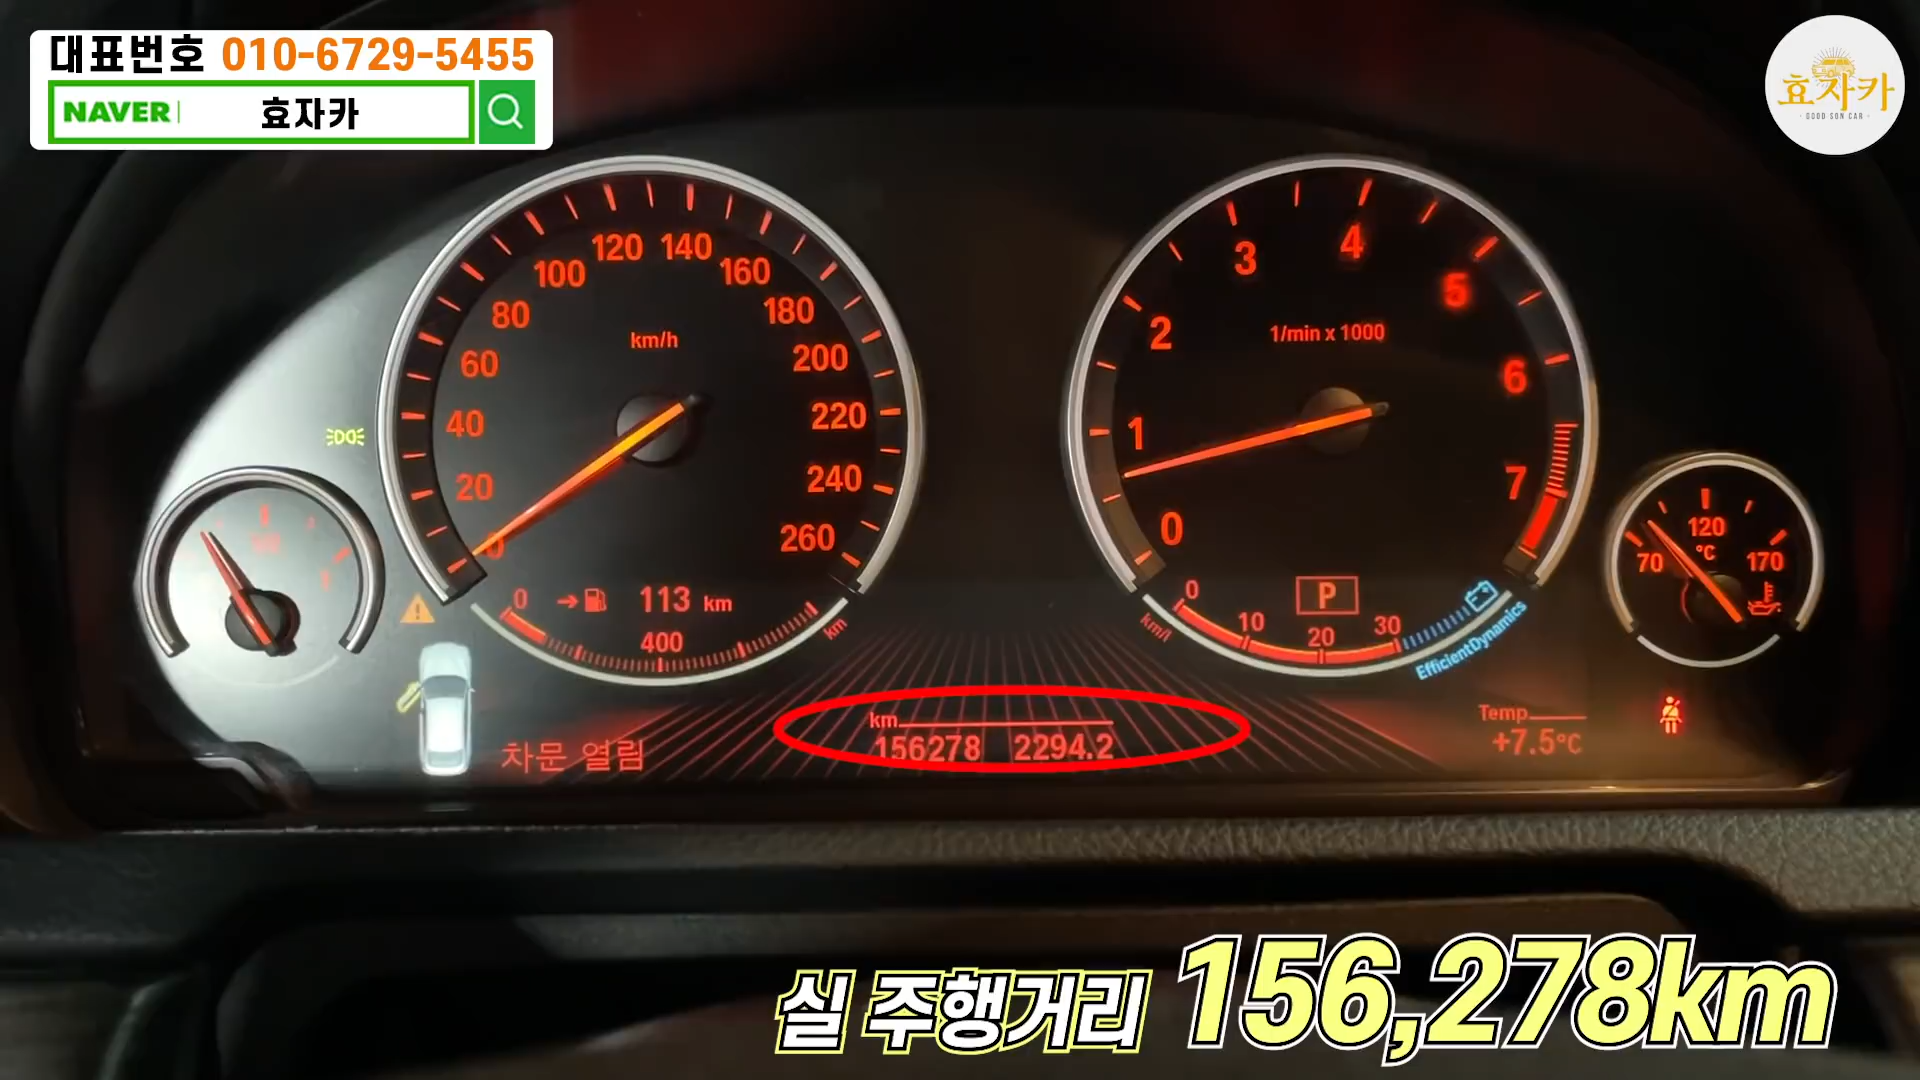 대표번호 010-6729-5455
NAVER 효자카
효자카
· GOOD SON CAR ·
120 140
100 160
80 180
km/h
60 200
40 220
20 240
0 260
0 113 km
400
km
3 4
2 5
1/min x 1000
1 6
0 7
P
0 10 20 30
km/l
EfficientDynamics
120
°C
70 170
차문 열림
km
156278 2294.2
Temp
+7.5°C
실 주행거리 156,278km